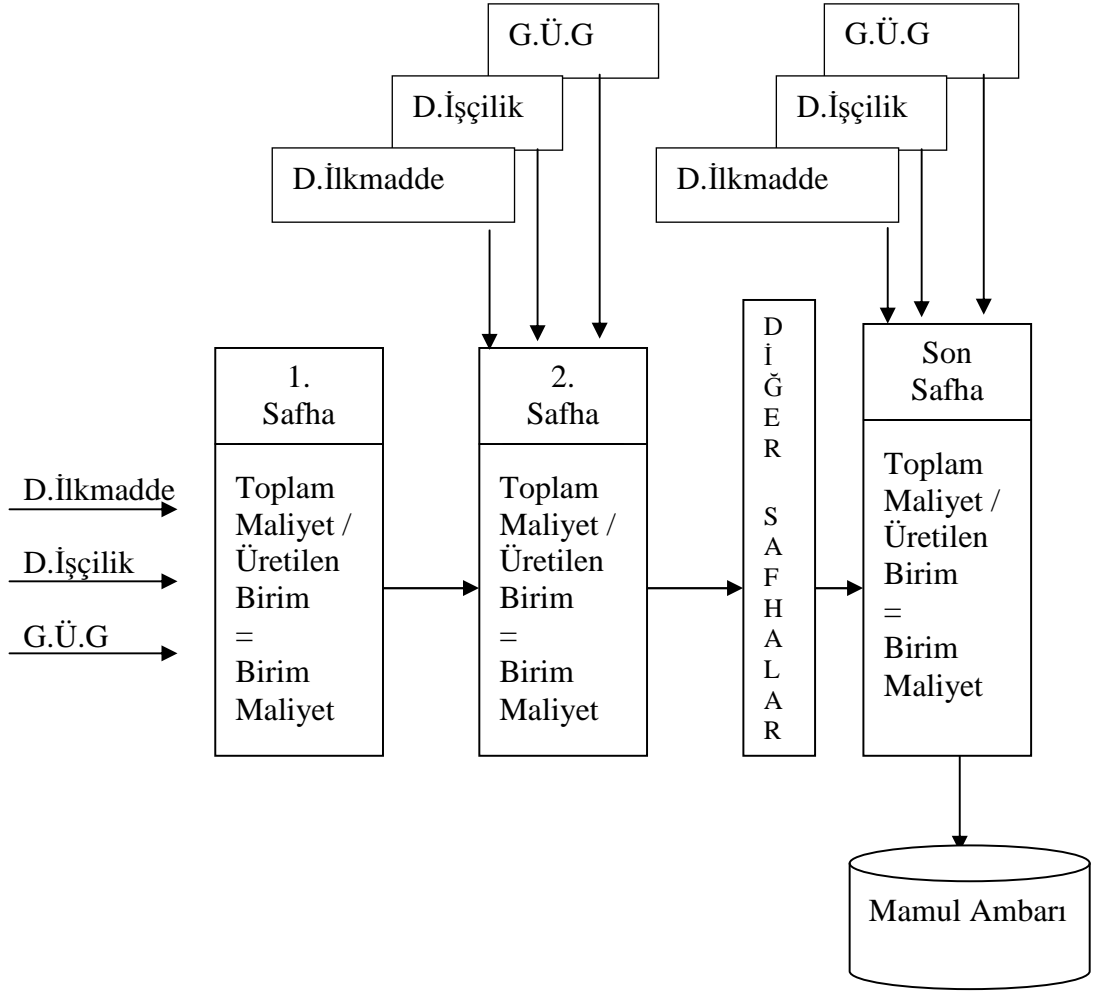 G.Ü.G
D.İşçilik
D.İlkmadde
G.Ü.G
D.İşçilik
D.İlkmadde
D.İlkmadde
D.İşçilik
G.Ü.G
1.
Safha
Toplam
Maliyet /
Üretilen
Birim
=
Birim
Maliyet
2.
Safha
Toplam
Maliyet /
Üretilen
Birim
=
Birim
Maliyet
D
İ
Ğ
E
R
S
A
F
H
A
L
A
R
Son
Safha
Toplam
Maliyet /
Üretilen
Birim
=
Birim
Maliyet
Mamul Ambarı